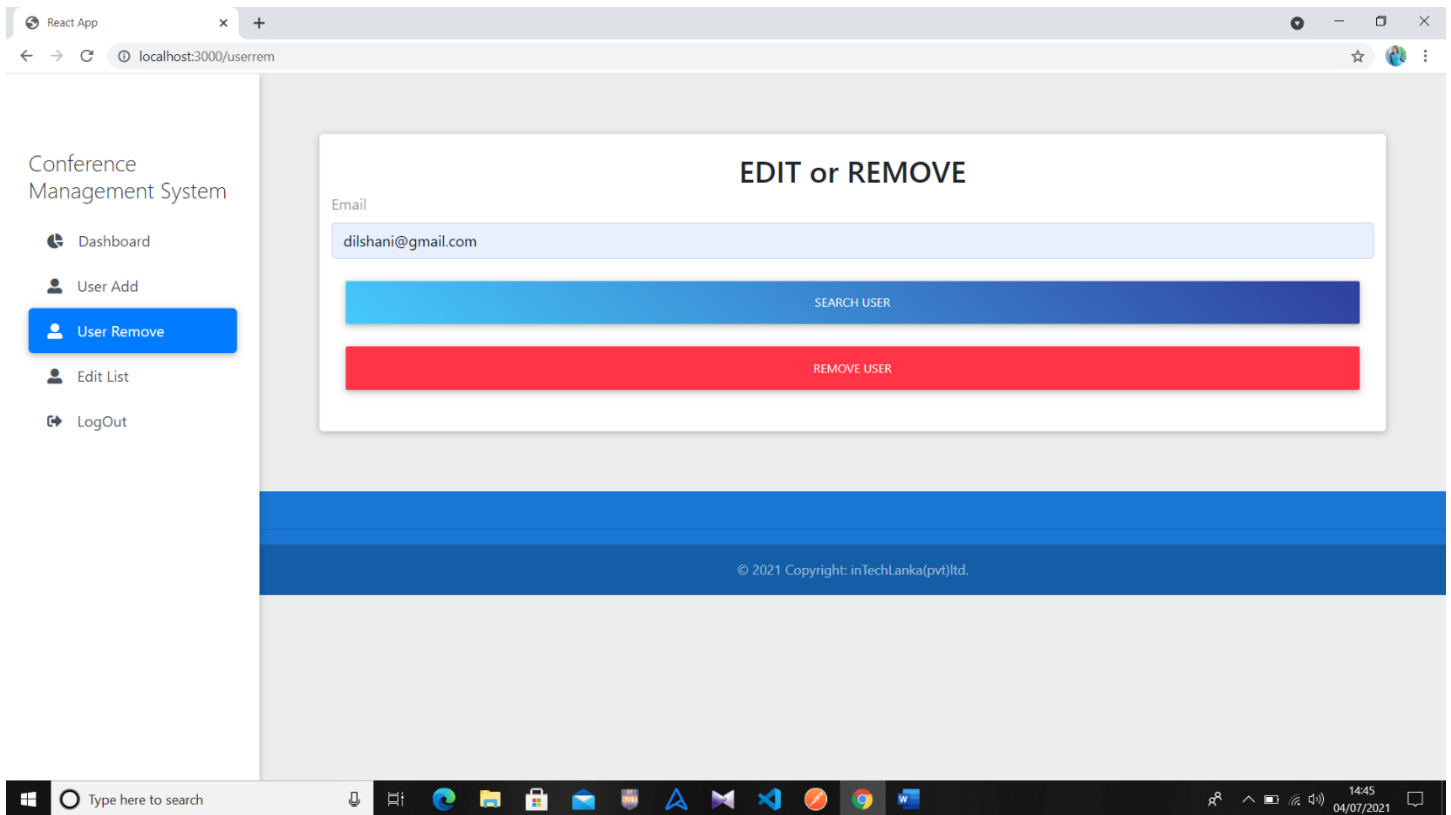 React App
localhost:3000/userrem
Conference
Management System
Dashboard
User Add
User Remove
Edit List
LogOut
EDIT or REMOVE
Email
dilshani@gmail.com
SEARCH USER
REMOVE USER
© 2021 Copyright: inTechLanka(pvt)ltd.
Type here to search
14:45
04/07/2021